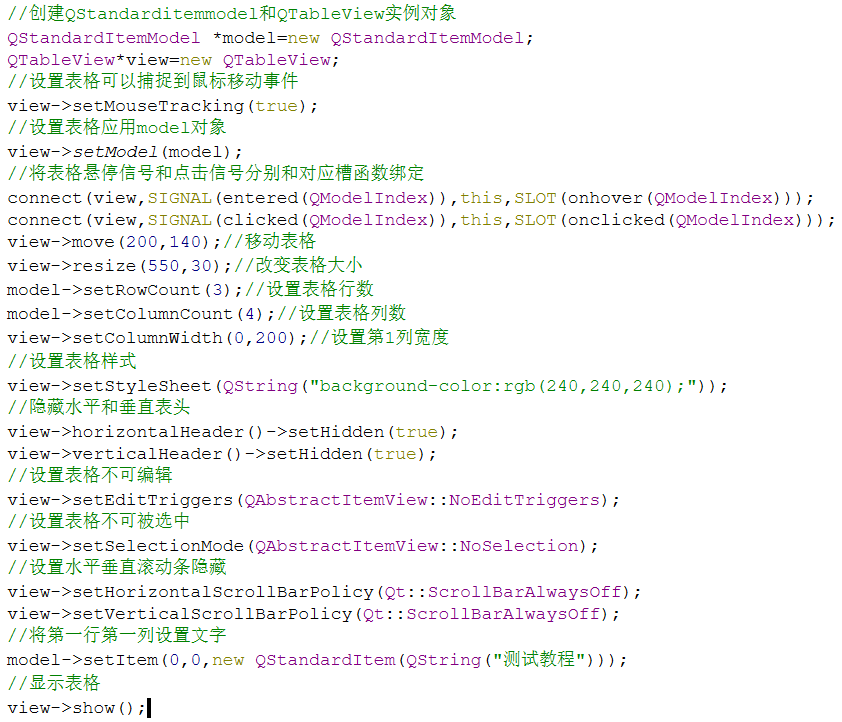 //创建QStandarditemmodel和QTableView实例对象
QStandardItemModel *model=new QStandardItemModel;
QTableView*view=new QTableView;
//设置表格可以捕捉到鼠标移动事件
view->setMouseTracking(true);
//设置表格应用model对象
view->setModel(model);
//将表格悬停信号和点击信号分别和对应槽函数绑定
connect(view,SIGNAL(entered(QModelIndex)),this,SLOT(onhover(QModelIndex)));
connect(view,SIGNAL(clicked(QModelIndex)),this,SLOT(onclicked(QModelIndex)));
view->move(200,140);//移动表格
view->resize(550,30);//改变表格大小
model->setRowCount(3);//设置表格行数
model->setColumnCount(4);//设置表格列数
view->setColumnWidth(0,200);//设置第1列宽度
//设置表格样式
view->setStyleSheet(QString("background-color:rgb(240,240,240);"));
//隐藏水平和垂直表头
view->horizontalHeader()->setHidden(true);
view->verticalHeader()->setHidden(true);
//设置表格不可编辑
view->setEditTriggers(QAbstractItemView::NoEditTriggers);
//设置表格不可被选中
view->setSelectionMode(QAbstractItemView::NoSelection);
//设置水平垂直滚动条隐藏
view->setHorizontalScrollBarPolicy(Qt::ScrollBarAlwaysOff);
view->setVerticalScrollBarPolicy(Qt::ScrollBarAlwaysOff);
//将第一行第一列设置文字
model->setItem(0,0,new QStandardItem(QString("测试教程")));
//显示表格
view->show();